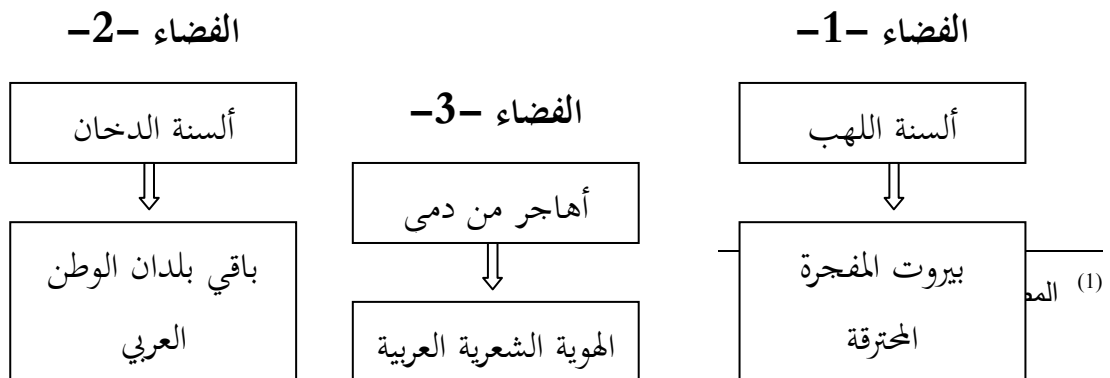 الفضاء –1–
ألسنة اللهب
بيروت المفجرة
المحترقة
الفضاء –3–
أهاجر من دمى
الهوية الشعرية العربية
الفضاء –2–
ألسنة الدخان
باقي بلدان الوطن
العربي
(1)